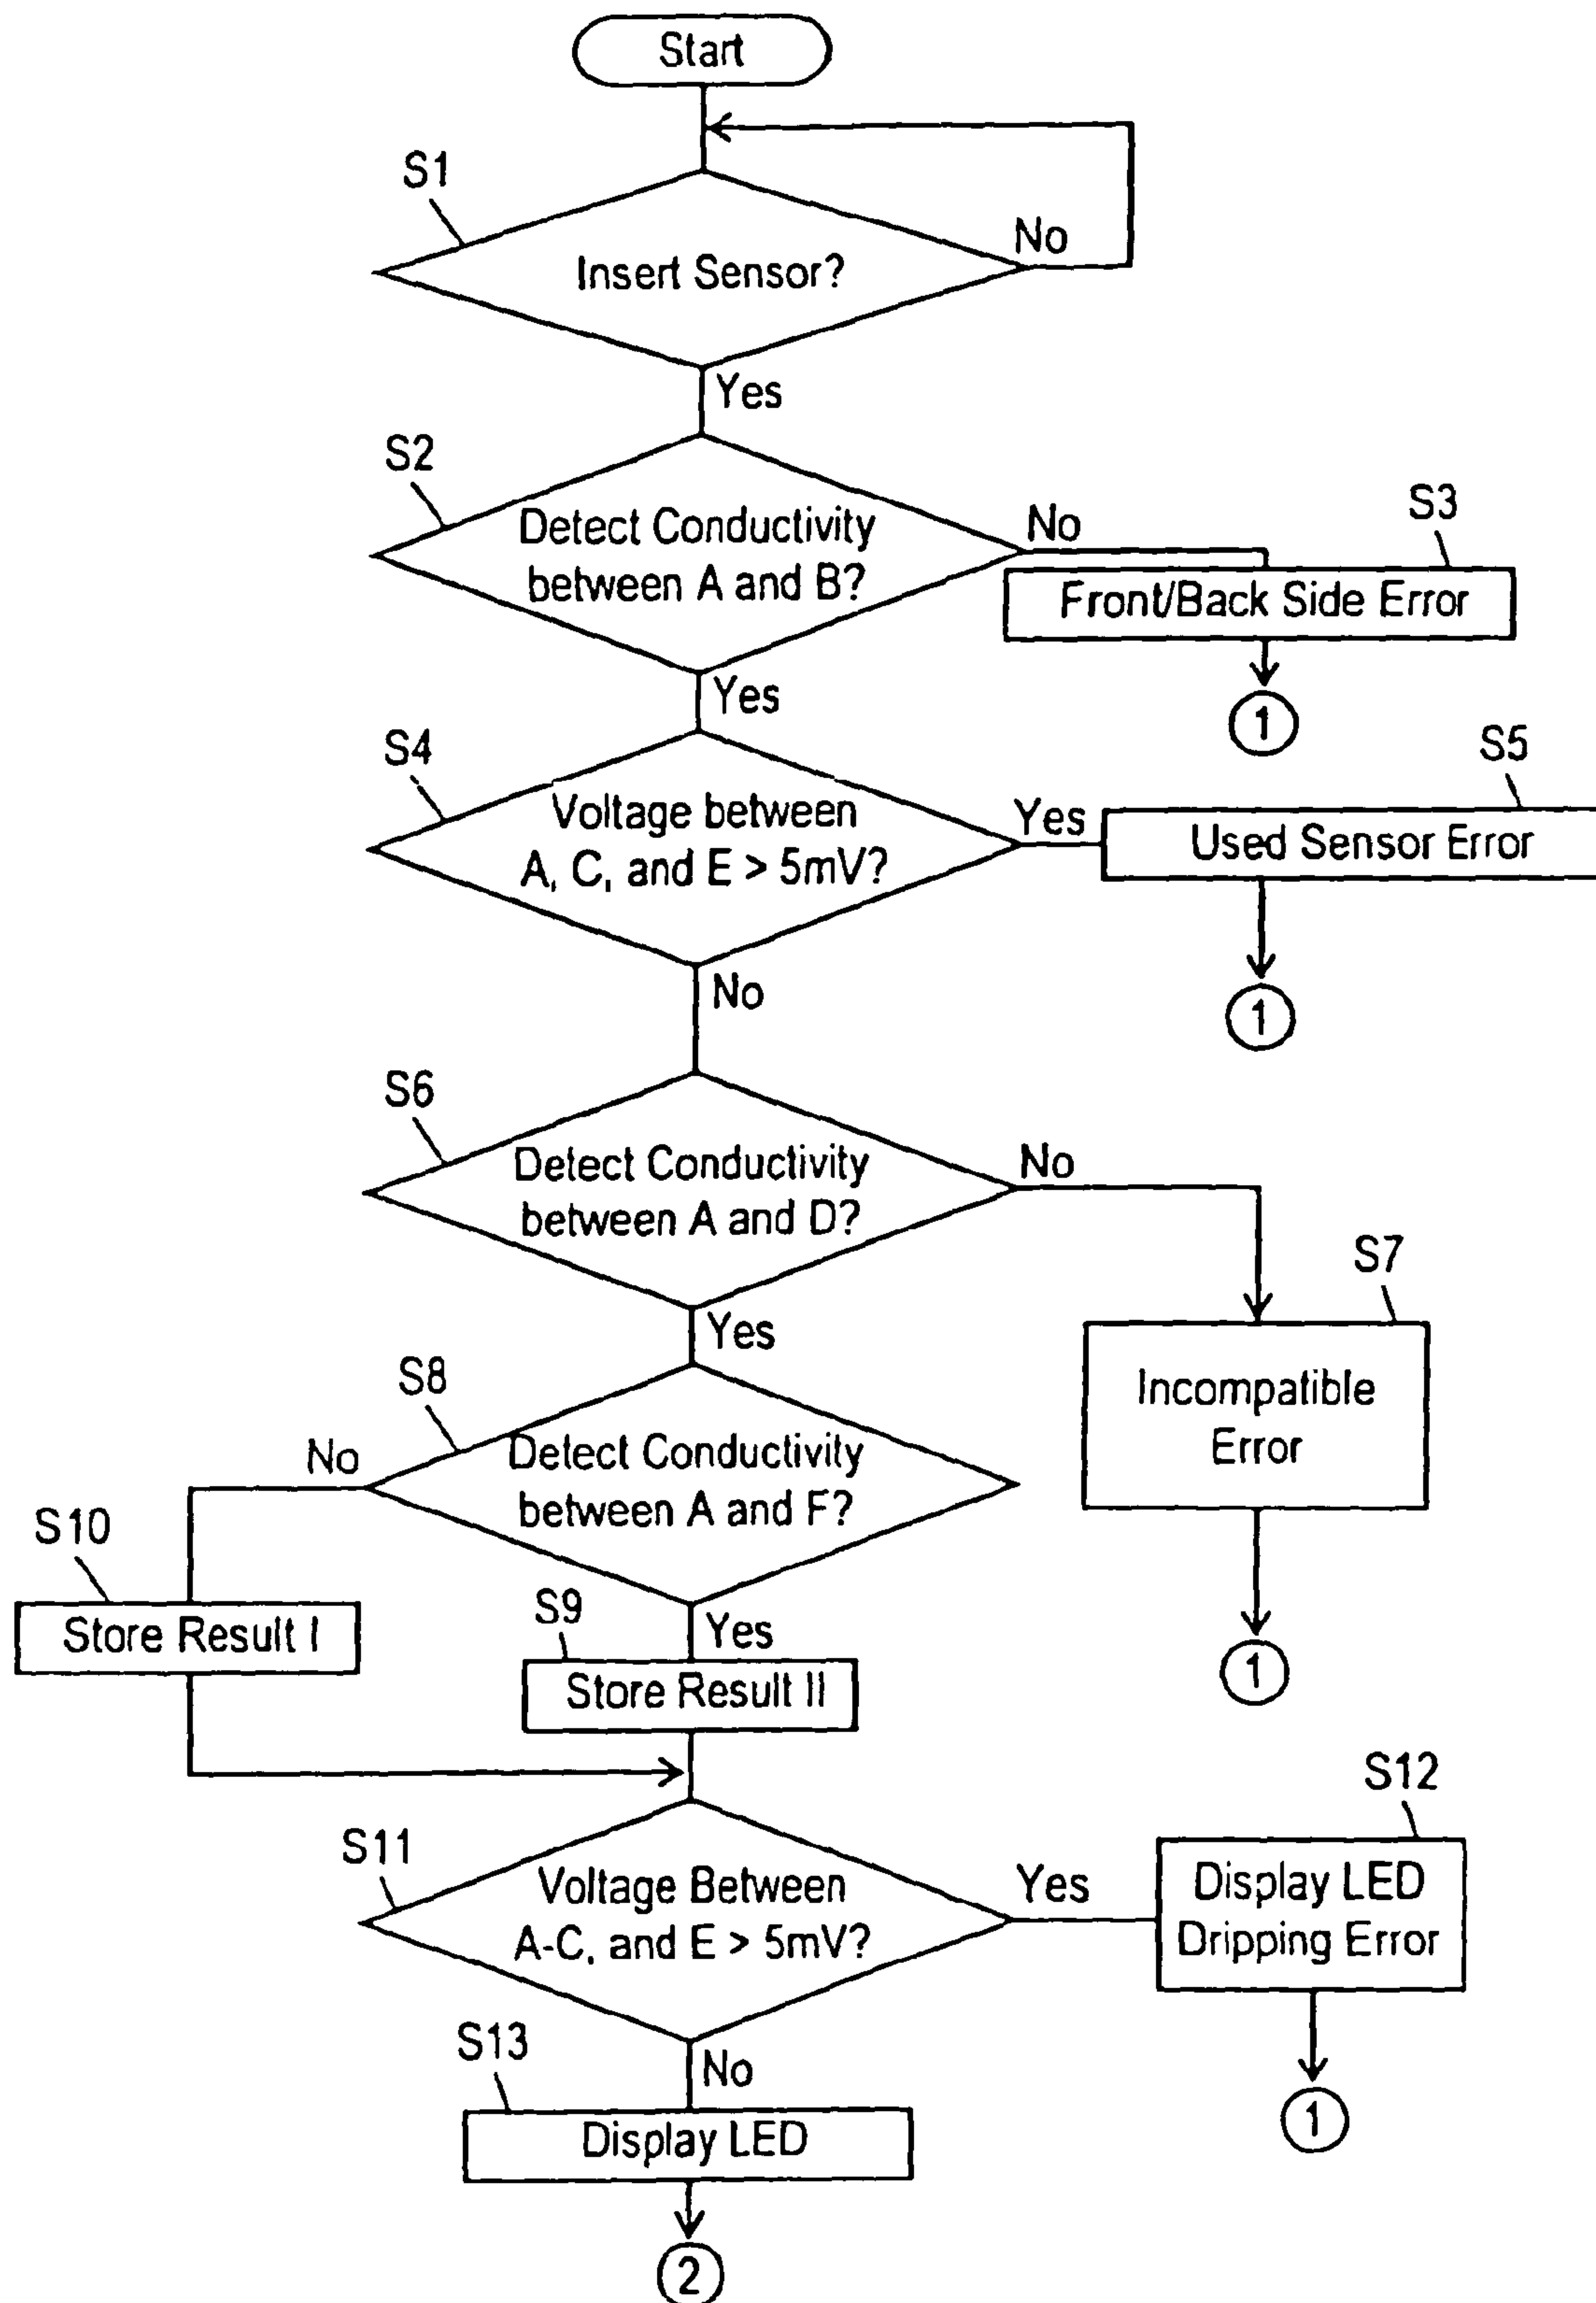 Start
S1
Insert Sensor?
No
Yes
S2
Detect Conductivity
between A and B?
No
S3
Front/Back Side Error
1
Yes
S4
Voltage between
A, C, and E > 5mV?
Yes
S5
Used Sensor Error
1
No
S6
Detect Conductivity
between A and D?
No
S7
Incompatible
Error
1
Yes
S8
Detect Conductivity
between A and F?
No
S10
Store Result I
S9
Yes
Store Result II
S11
Voltage Between
A-C, and E > 5mV?
Yes
S12
Display LED
Dripping Error
1
S13
No
Display LED
2